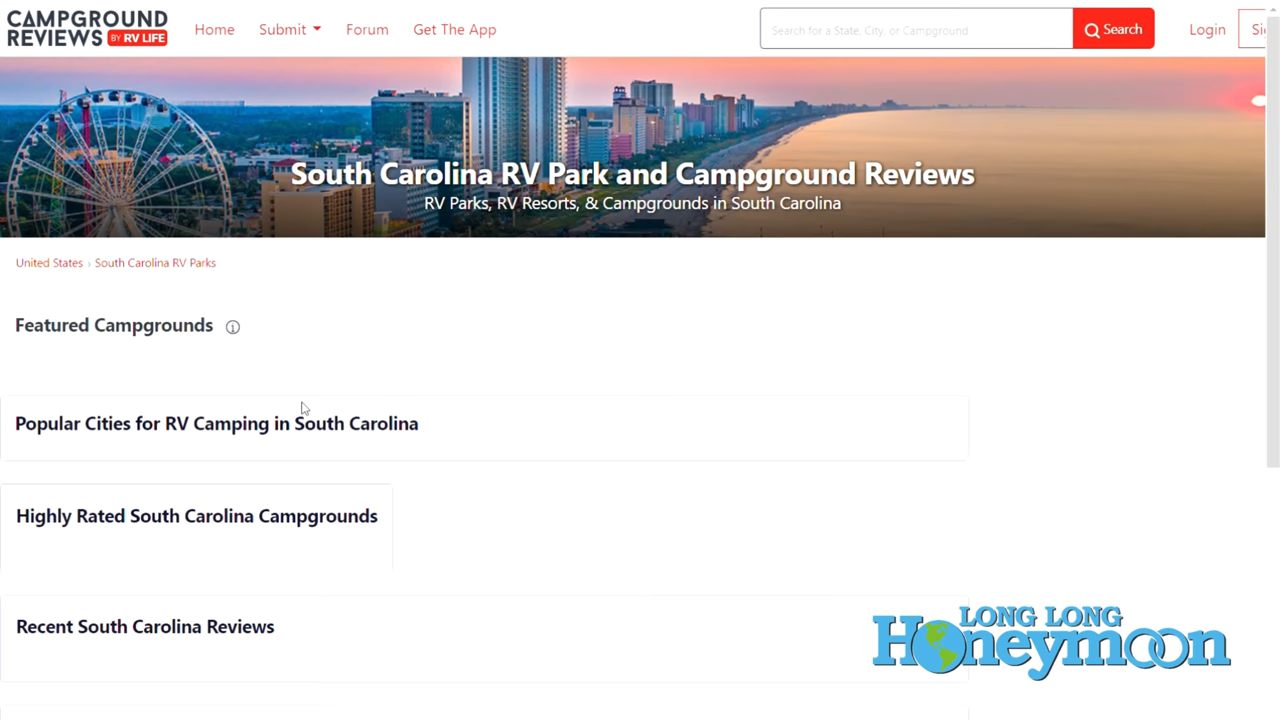 CAMPGROUND
REVIEWS BY RV LIFE
Home
Submit
Forum
Get The App
Search for a State, City, or Campground
Search
Login
South Carolina RV Park and Campground Reviews
RV Parks, RV Resorts, & Campgrounds in South Carolina
United States › South Carolina RV Parks
Featured Campgrounds
Popular Cities for RV Camping in South Carolina
Highly Rated South Carolina Campgrounds
Recent South Carolina Reviews
LONG LONG
Honeymoon